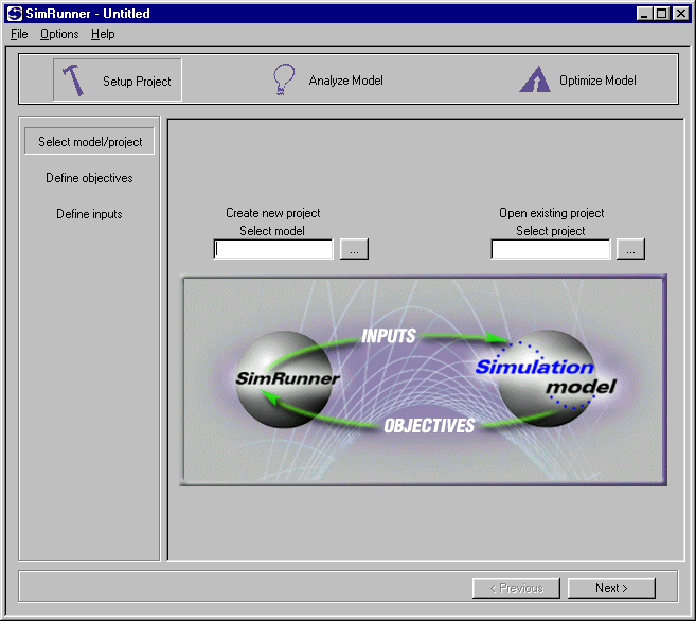 SimRunner - Untitled
File Options Help
Setup Project Analyze Model Optimize Model
Select model/project
Define objectives
Define inputs
Create new project Open existing project
Select model Select project
... ...
INPUTS
SimRunner Simulation
model
OBJECTIVES
< Previous Next >